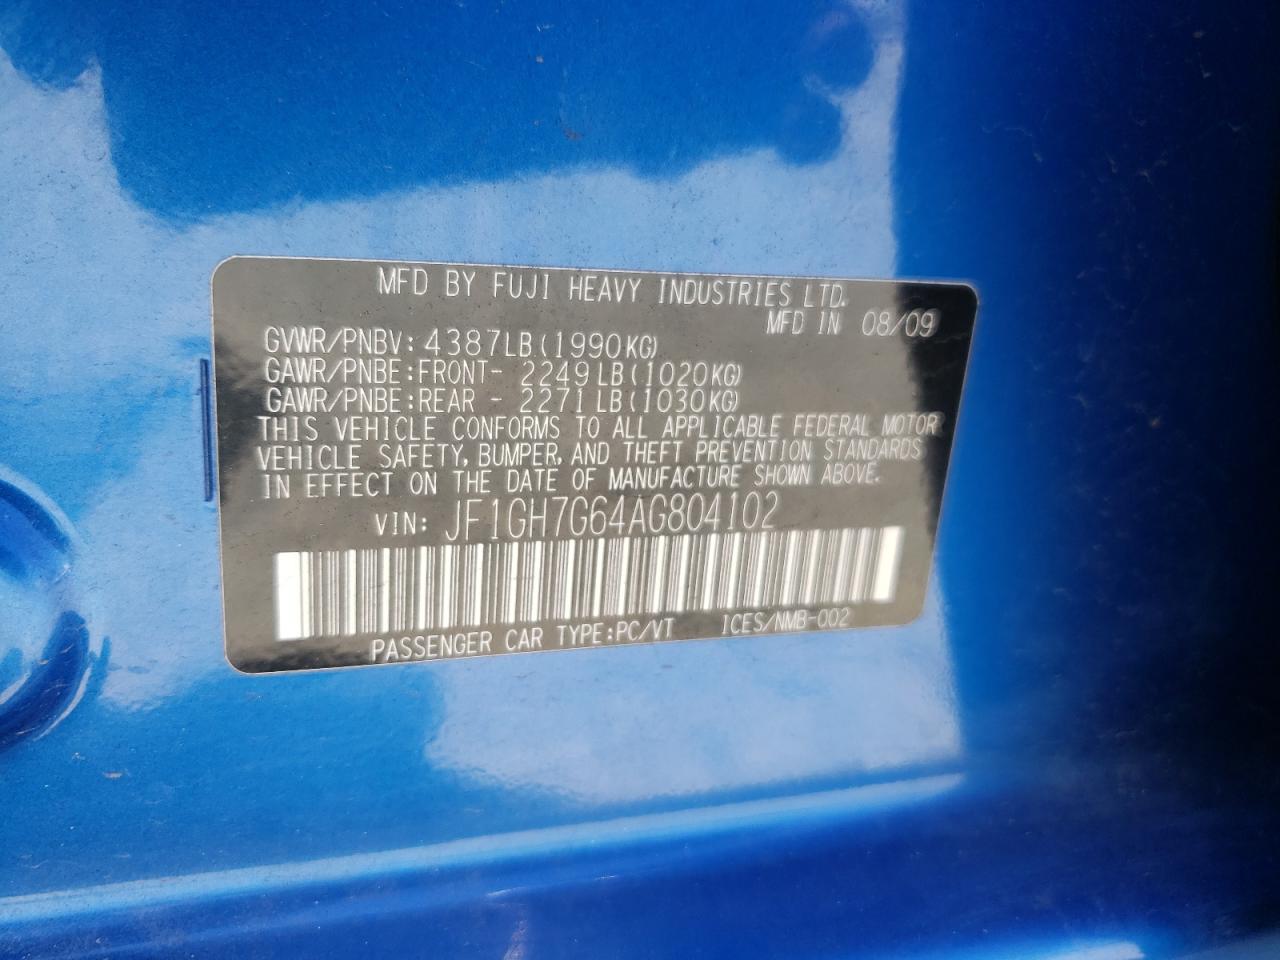 MFD BY FUJI HEAVY INDUSTRIES LTD.
MFD IN 08/09
GVWR/PNBV: 4387LB(1990KG)
GAWR/PNBE:FRONT- 2249LB(1020KG)
GAWR/PNBE:REAR - 2271LB(1030KG)
THIS VEHICLE CONFORMS TO ALL APPLICABLE FEDERAL MOTOR
VEHICLE SAFETY, BUMPER, AND THEFT PREVENTION STANDARDS
IN EFFECT ON THE DATE OF MANUFACTURE SHOWN ABOVE.
VIN: JF1GH7G64AG804102
PASSENGER CAR TYPE:PC/VT ICES/NMB-002